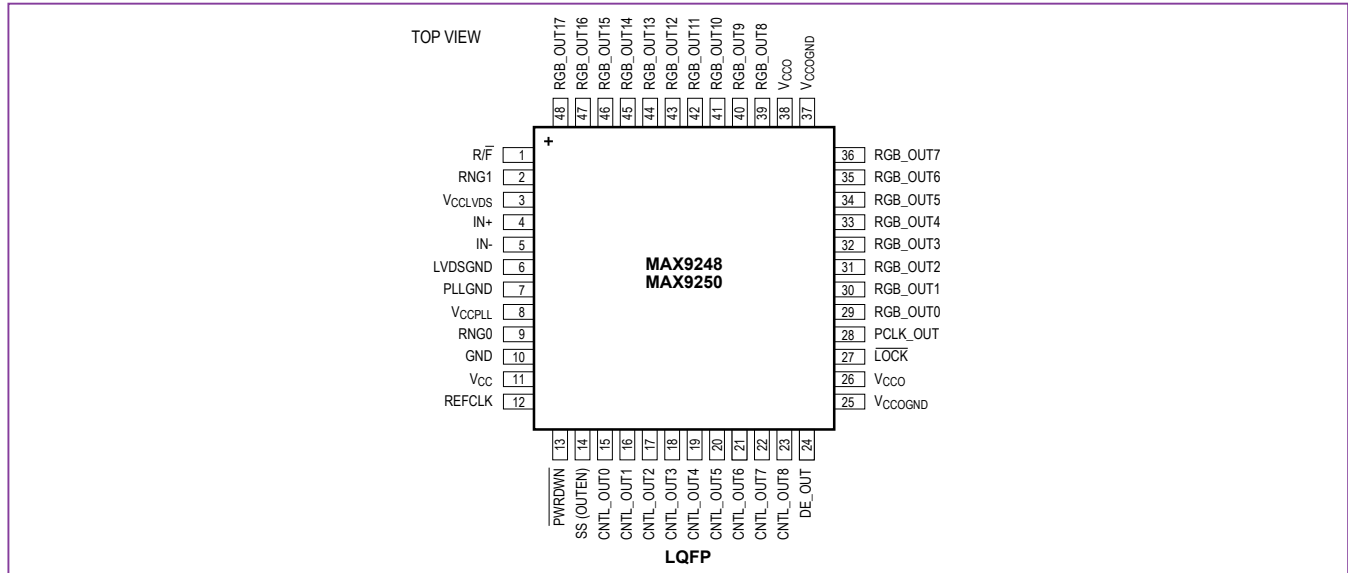 TOP VIEW
RGB_OUT17
RGB_OUT16
RGB_OUT15
RGB_OUT14
RGB_OUT13
RGB_OUT12
RGB_OUT11
RGB_OUT10
RGB_OUT9
RGB_OUT8
VCCO
VCCOGND
48 47 46 45 44 43 42 41 40 39 38 37
+
R/F̅ 1
RNG1 2
VCCLVDS 3
IN+ 4
IN- 5
LVDSGND 6
PLLGND 7
VCCPLL 8
RNG0 9
GND 10
VCC 11
REFCLK 12
MAX9248
MAX9250
36 RGB_OUT7
35 RGB_OUT6
34 RGB_OUT5
33 RGB_OUT4
32 RGB_OUT3
31 RGB_OUT2
30 RGB_OUT1
29 RGB_OUT0
28 PCLK_OUT
27 L̅O̅C̅K̅
26 VCCO
25 VCCOGND
13 14 15 16 17 18 19 20 21 22 23 24
P̅W̅R̅D̅W̅N̅
SS (OUTEN)
CNTL_OUT0
CNTL_OUT1
CNTL_OUT2
CNTL_OUT3
CNTL_OUT4
CNTL_OUT5
CNTL_OUT6
CNTL_OUT7
CNTL_OUT8
DE_OUT
LQFP